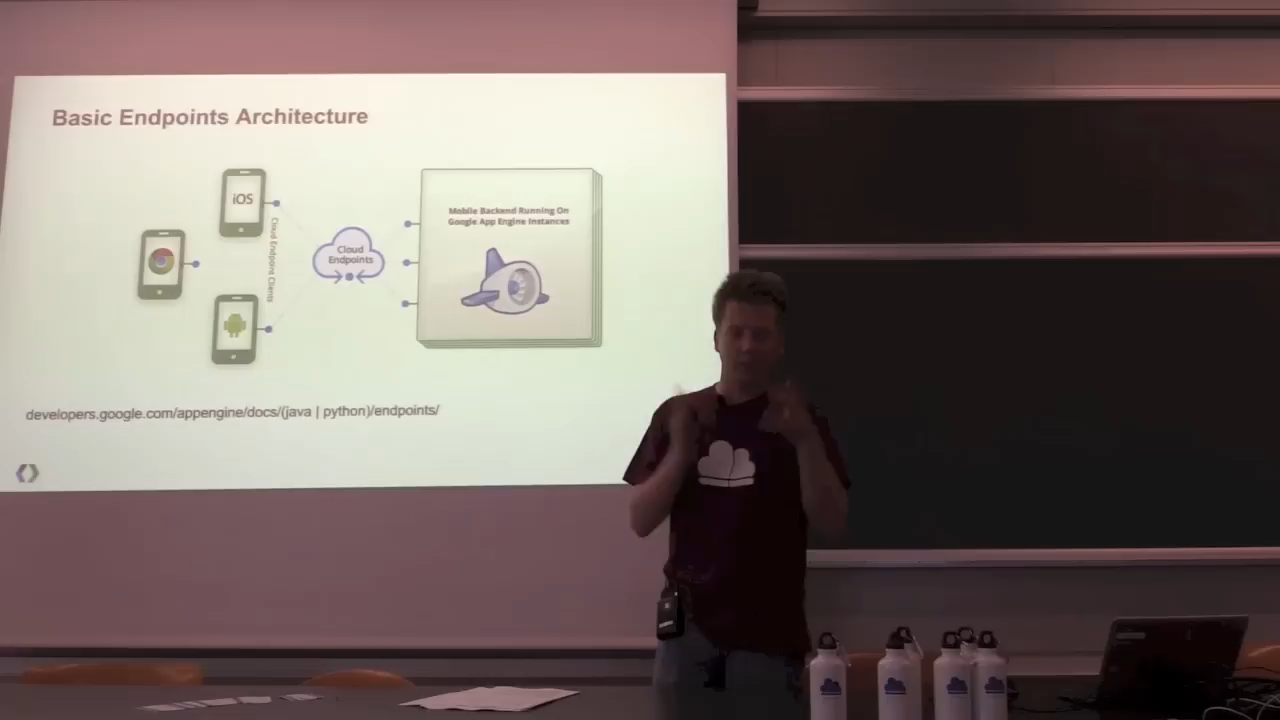 Basic Endpoints Architecture
iOS
Cloud Endpoint Clients
Cloud
Endpoints
Mobile Backend Running On
Google App Engine Instances
developers.google.com/appengine/docs/(java | python)/endpoints/